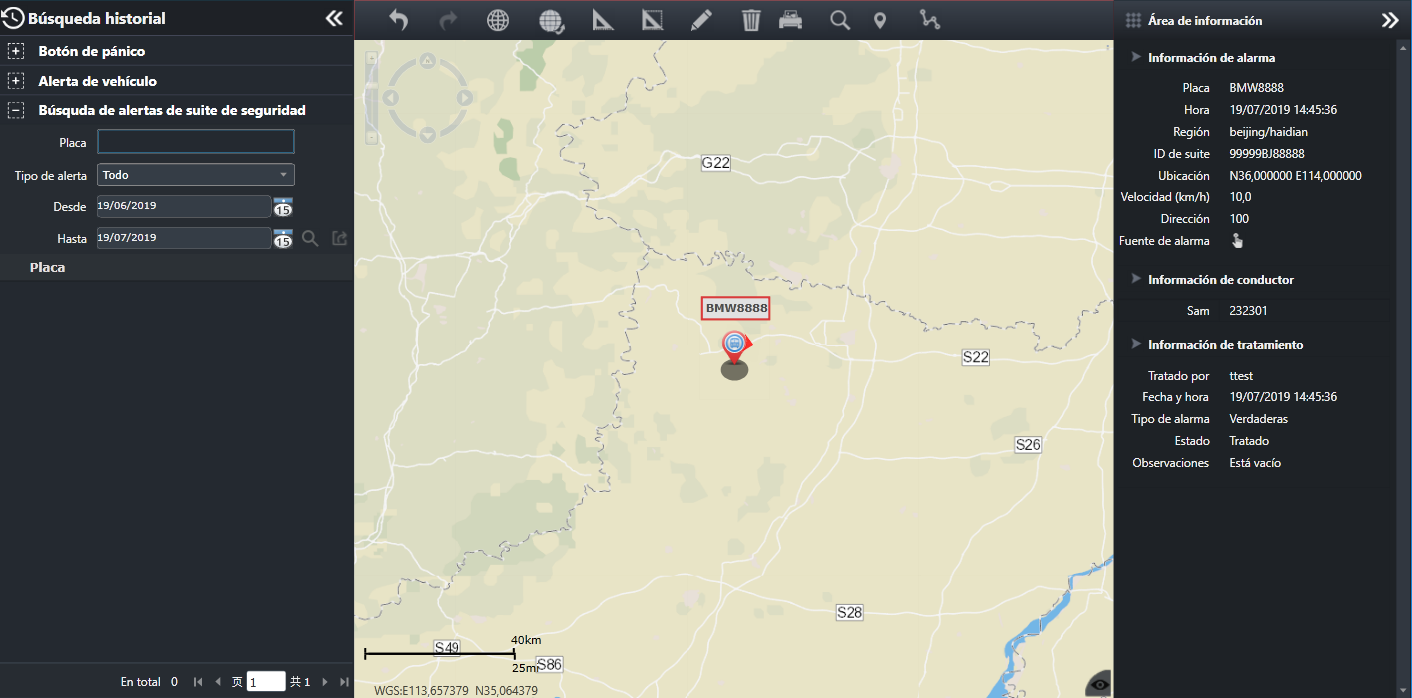 Búsqueda historial
Botón de pánico
Alerta de vehículo
Búsquda de alertas de suite de seguridad
Placa
Tipo de alerta Todo
Desde 19/06/2019 15
Hasta 19/07/2019 15
Placa
En total 0 页 1 共 1
G22
BMW8888
S22
S26
S28
S49
S86
40km
25mi
WGS:E113,657379 N35,064379
Área de información
Información de alarma
Placa BMW8888
Hora 19/07/2019 14:45:36
Región beijing/haidian
ID de suite 99999BJ88888
Ubicación N36,000000 E114,000000
Velocidad (km/h) 10,0
Dirección 100
Fuente de alarma
Información de conductor
Sam 232301
Información de tratamiento
Tratado por ttest
Fecha y hora 19/07/2019 14:45:36
Tipo de alarma Verdaderas
Estado Tratado
Observaciones Está vacío